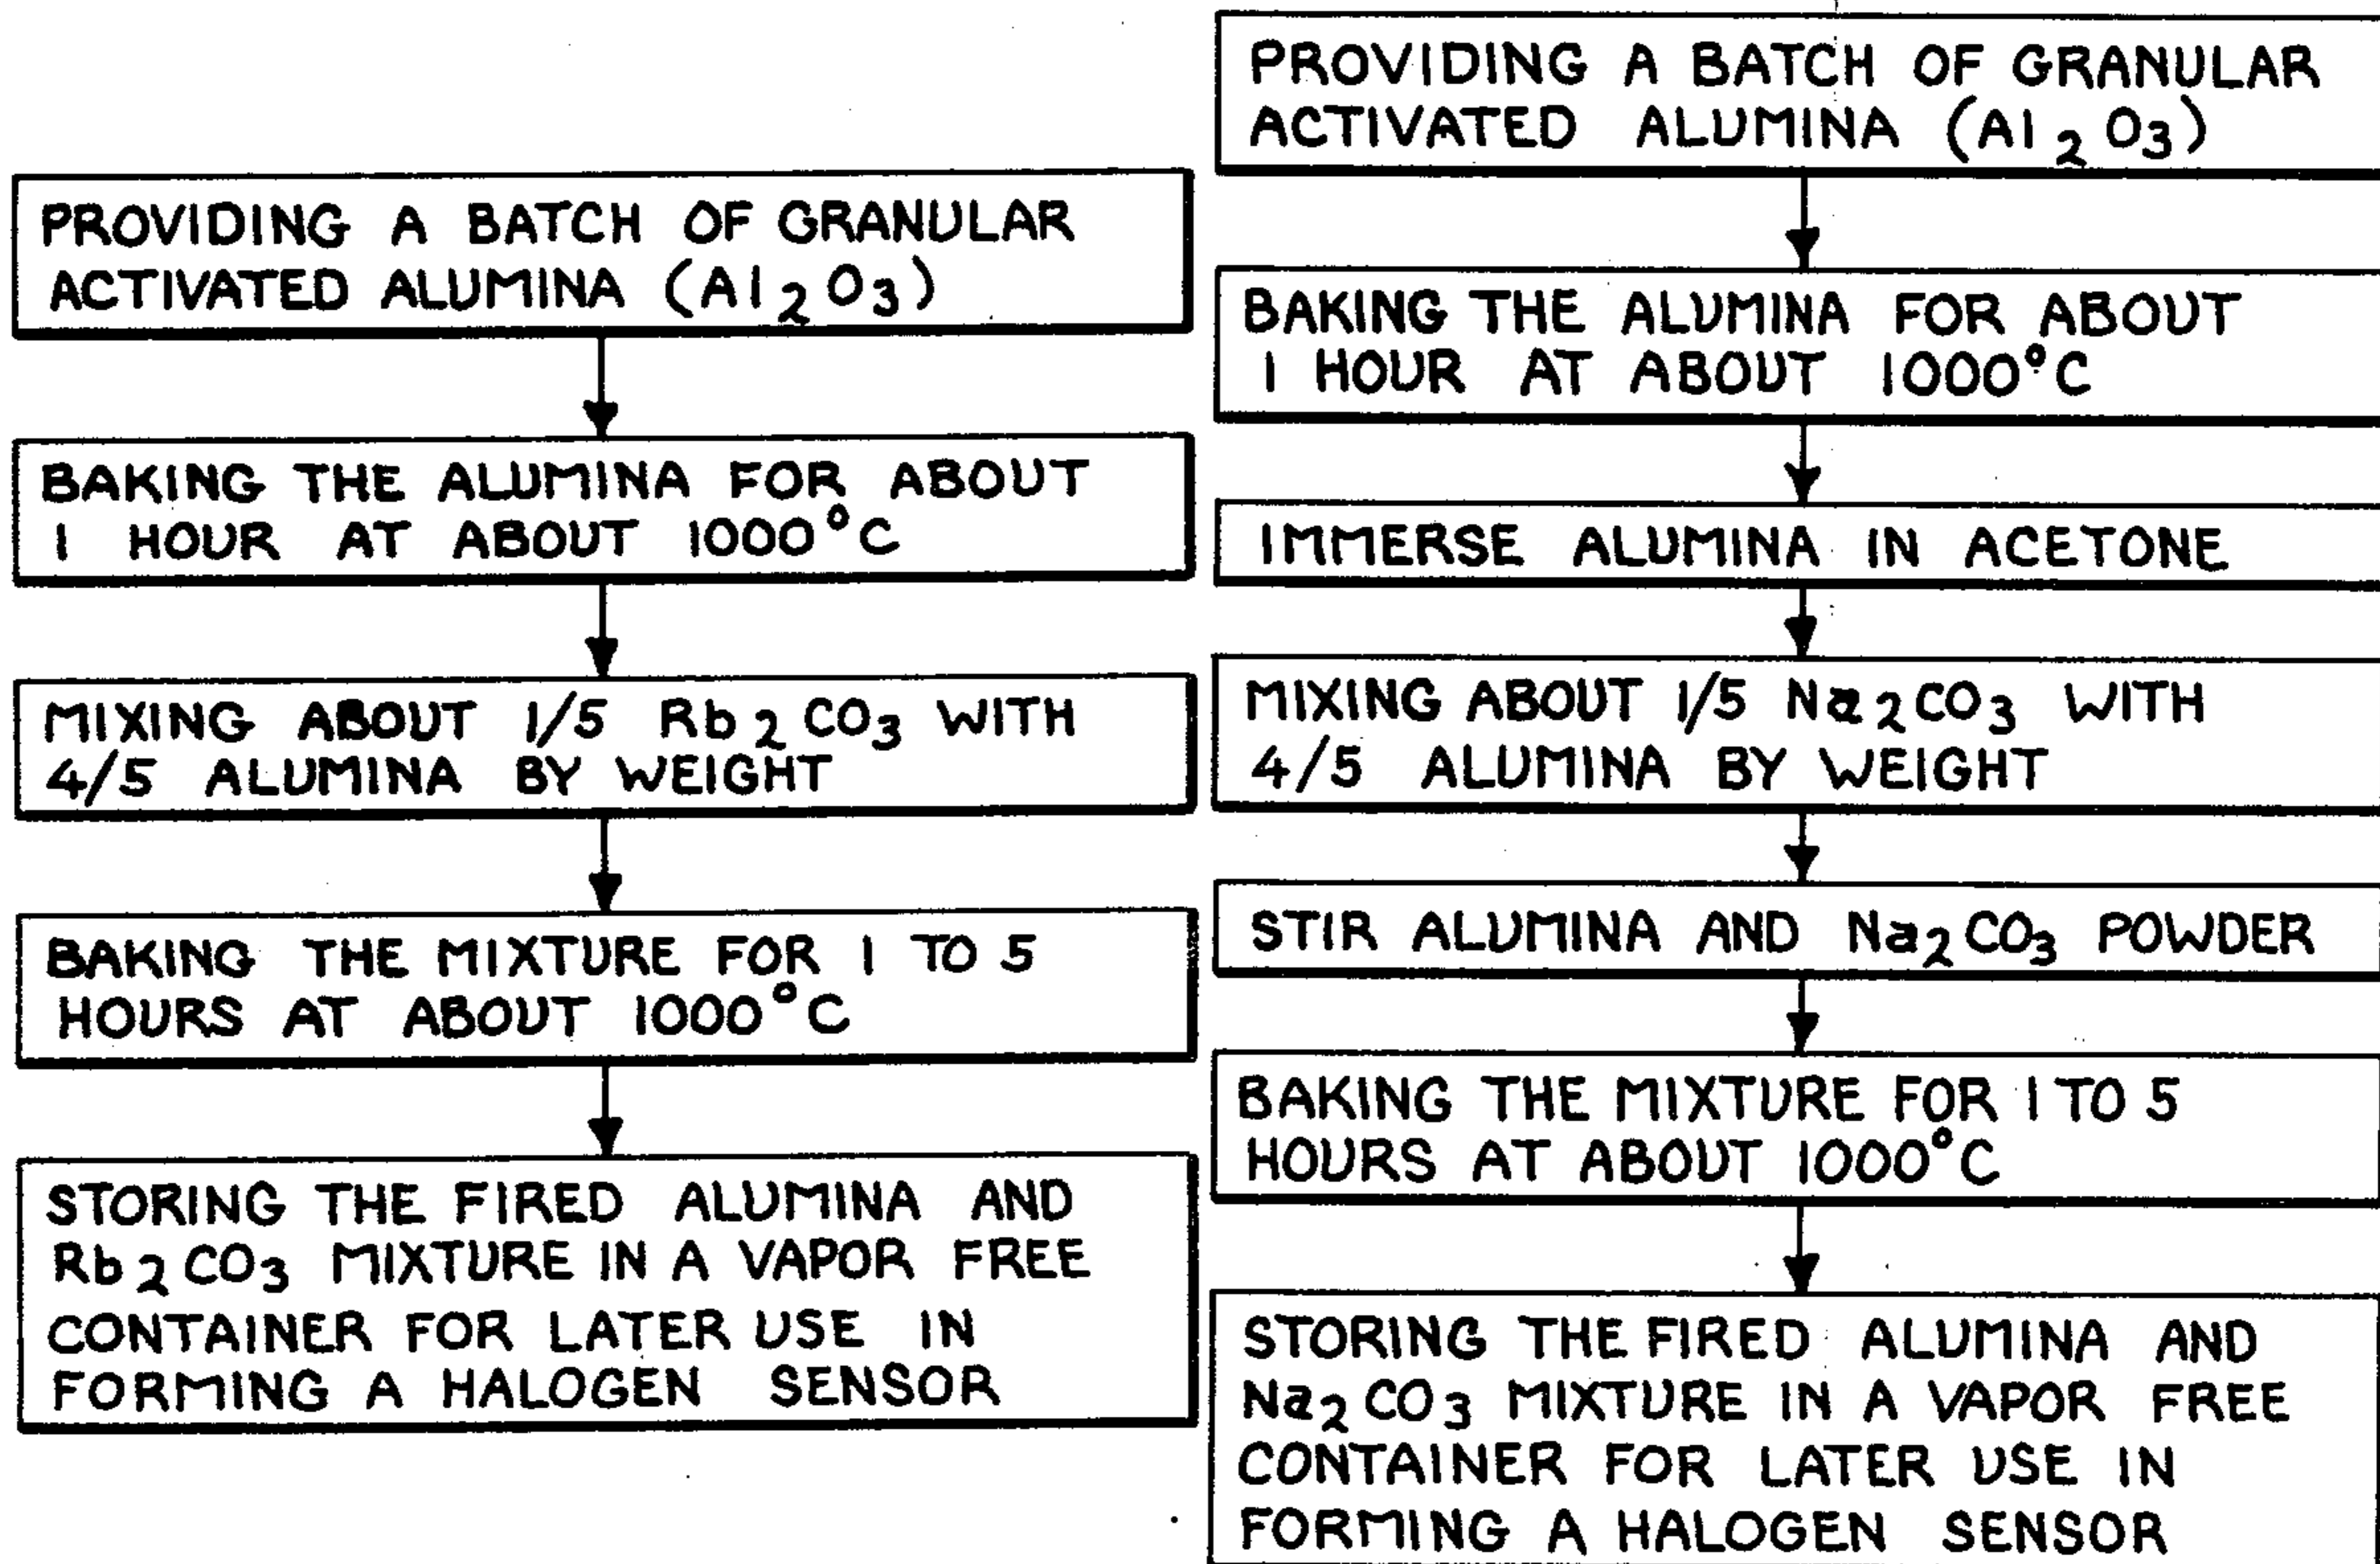 PROVIDING A BATCH OF GRANULAR
ACTIVATED ALUMINA (Al2O3)
BAKING THE ALUMINA FOR ABOUT
1 HOUR AT ABOUT 1000°C
MIXING ABOUT 1/5 Rb2CO3 WITH
4/5 ALUMINA BY WEIGHT
BAKING THE MIXTURE FOR 1 TO 5
HOURS AT ABOUT 1000°C
STORING THE FIRED ALUMINA AND
Rb2CO3 MIXTURE IN A VAPOR FREE
CONTAINER FOR LATER USE IN
FORMING A HALOGEN SENSOR
PROVIDING A BATCH OF GRANULAR
ACTIVATED ALUMINA (Al2O3)
BAKING THE ALUMINA FOR ABOUT
1 HOUR AT ABOUT 1000°C
IMMERSE ALUMINA IN ACETONE
MIXING ABOUT 1/5 Na2CO3 WITH
4/5 ALUMINA BY WEIGHT
STIR ALUMINA AND Na2CO3 POWDER
BAKING THE MIXTURE FOR 1 TO 5
HOURS AT ABOUT 1000°C
STORING THE FIRED ALUMINA AND
Na2CO3 MIXTURE IN A VAPOR FREE
CONTAINER FOR LATER USE IN
FORMING A HALOGEN SENSOR